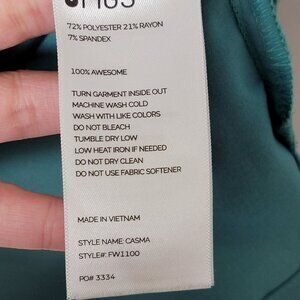 72% POLYESTER 21% RAYON
7% SPANDEX
100% AWESOME
TURN GARMENT INSIDE OUT
MACHINE WASH COLD
WASH WITH LIKE COLORS
DO NOT BLEACH
TUMBLE DRY LOW
LOW HEAT IRON IF NEEDED
DO NOT DRY CLEAN
DO NOT USE FABRIC SOFTENER
MADE IN VIETNAM
STYLE NAME: CASMA
STYLE#: FW1100
PO# 3334